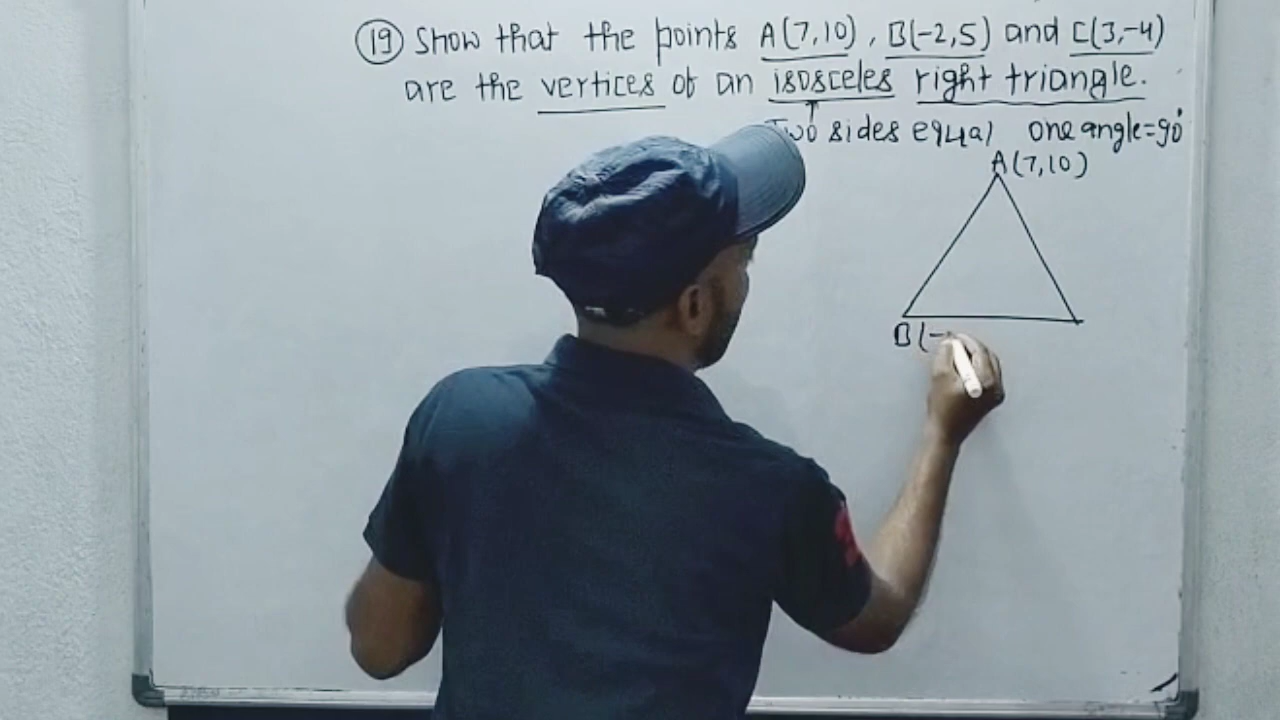 19 Show that the points A(7,10), B(-2,5) and C(3,-4)
are the vertices of an isosceles right triangle.
Two sides equal one angle=90°
A(7,10)
B(-